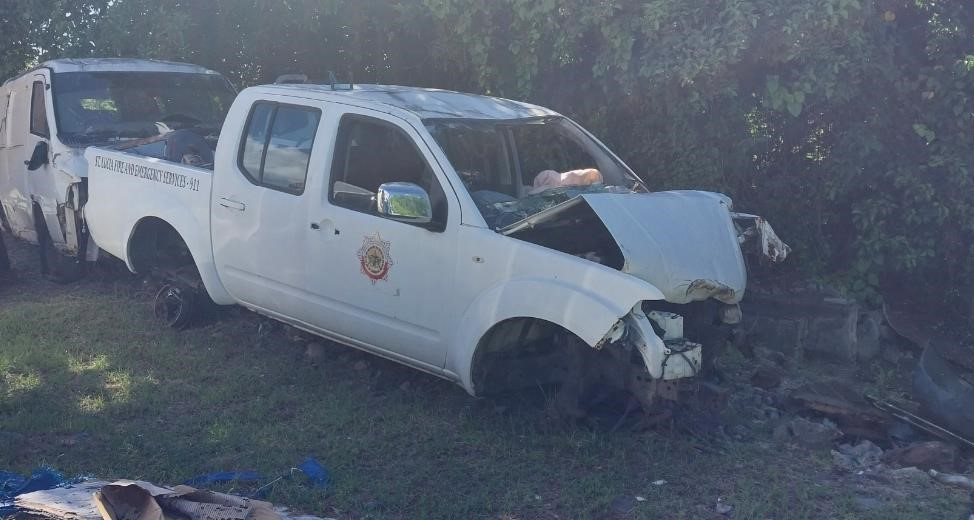 ST. LUCIA FIRE AND EMERGENCY SERVICES - 911